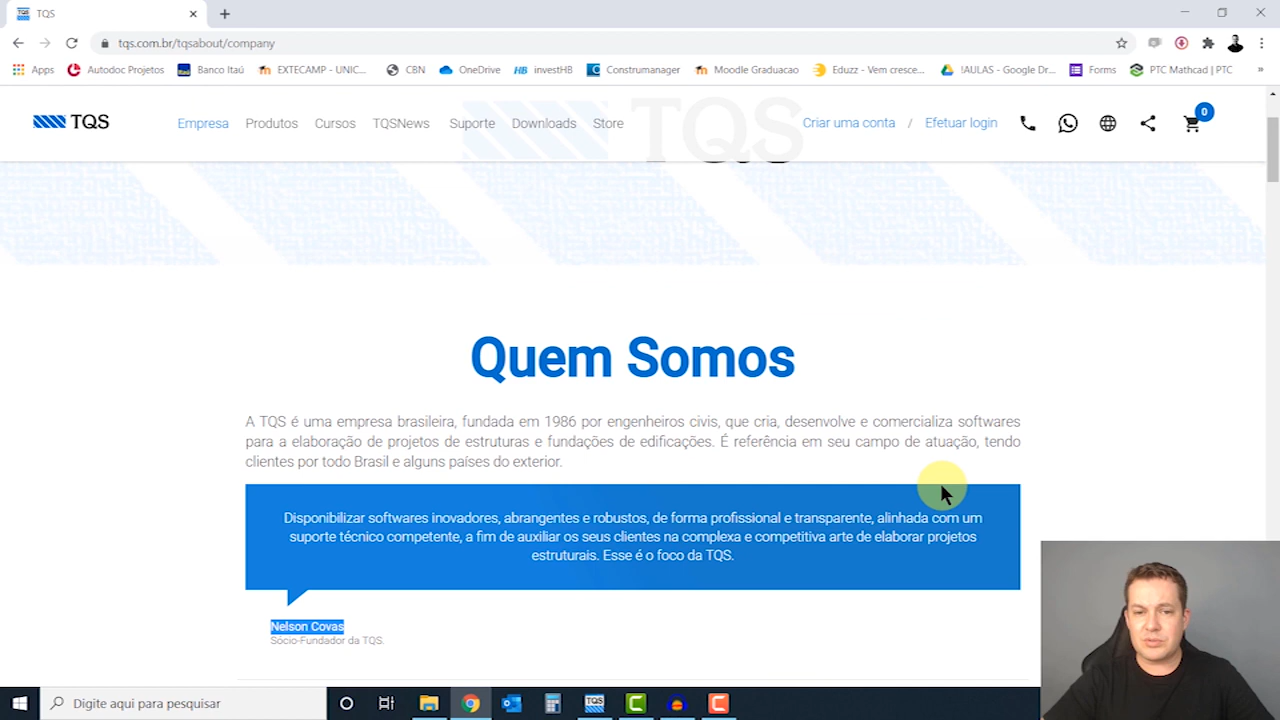 TQS
tqs.com.br/tqsabout/company
Apps
Autodoc Projetos
Banco Itaú
EXTECAMP - UNIC...
CBN
OneDrive
HB investHB
Construmanager
Moodle Graduacao
Eduzz - Vem cresce...
!AULAS - Google Dr...
Forms
PTC Mathcad | PTC
»
TQS
Empresa
Produtos
Cursos
TQSNews
Suporte
Downloads
Store
Criar uma conta / Efetuar login
0
TQS
Quem Somos
A TQS é uma empresa brasileira, fundada em 1986 por engenheiros civis, que cria, desenvolve e comercializa softwares
para a elaboração de projetos de estruturas e fundações de edificações. É referência em seu campo de atuação, tendo
clientes por todo Brasil e alguns países do exterior.
Disponibilizar softwares inovadores, abrangentes e robustos, de forma profissional e transparente, alinhada com um
suporte técnico competente, a fim de auxiliar os seus clientes na complexa e competitiva arte de elaborar projetos
estruturais. Esse é o foco da TQS.
Nelson Covas
Sócio-Fundador da TQS.
Digite aqui para pesquisar
TQS